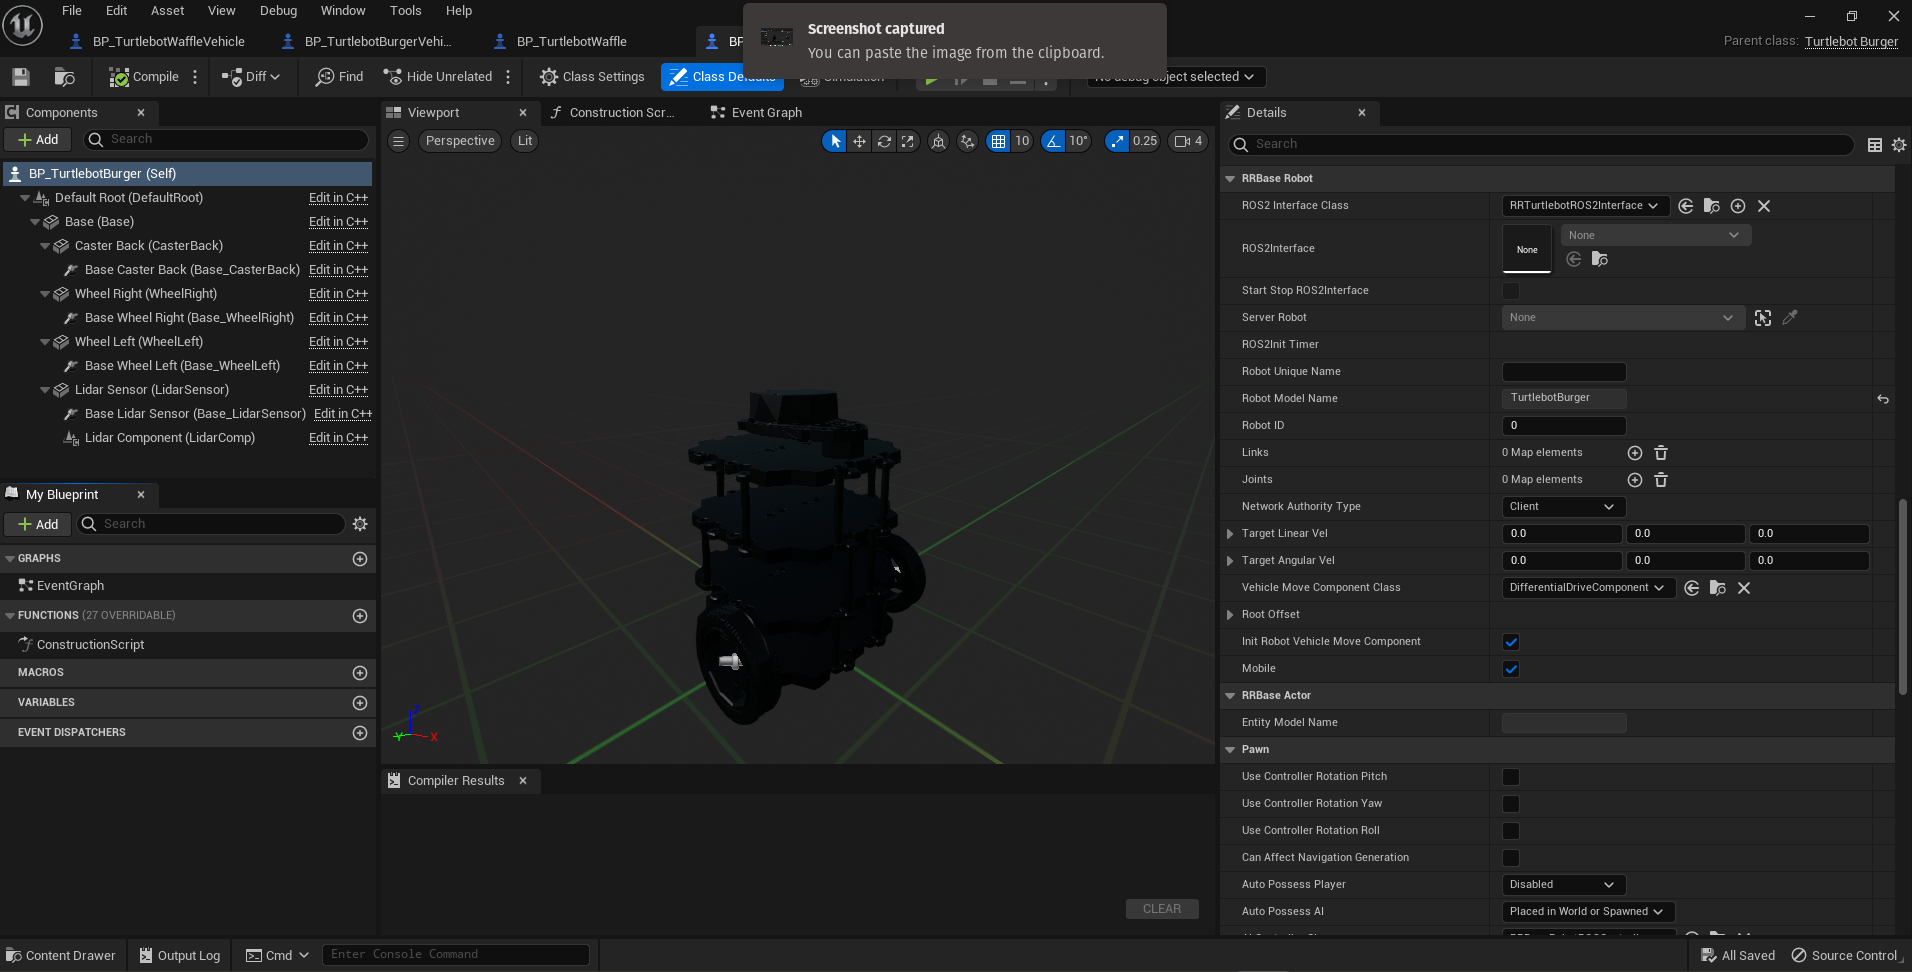 File Edit Asset View Debug Window Tools Help
Screenshot captured
You can paste the image from the clipboard.
BP_TurtlebotWaffleVehicle
BP_TurtlebotBurgerVehi...
BP_TurtlebotWaffle
Parent class: Turtlebot Burger
Compile
Diff
Find
Hide Unrelated
Class Settings
Class Defaults
Simulation
No debug object selected
Components
Add
Search
BP_TurtlebotBurger (Self)
Default Root (DefaultRoot) Edit in C++
Base (Base) Edit in C++
Caster Back (CasterBack) Edit in C++
Base Caster Back (Base_CasterBack) Edit in C++
Wheel Right (WheelRight) Edit in C++
Base Wheel Right (Base_WheelRight) Edit in C++
Wheel Left (WheelLeft) Edit in C++
Base Wheel Left (Base_WheelLeft) Edit in C++
Lidar Sensor (LidarSensor) Edit in C++
Base Lidar Sensor (Base_LidarSensor) Edit in C++
Lidar Component (LidarComp) Edit in C++
My Blueprint
Add
Search
GRAPHS
EventGraph
FUNCTIONS (27 OVERRIDABLE)
ConstructionScript
MACROS
VARIABLES
EVENT DISPATCHERS
Viewport
Construction Scr...
Event Graph
Perspective
Lit
10
10°
0.25
4
Z
Y
X
Compiler Results
CLEAR
Details
Search
RRBase Robot
ROS2 Interface Class RRTurtlebotROS2Interface
ROS2Interface None None
Start Stop ROS2Interface
Server Robot None
ROS2Init Timer
Robot Unique Name
Robot Model Name TurtlebotBurger
Robot ID 0
Links 0 Map elements
Joints 0 Map elements
Network Authority Type Client
Target Linear Vel 0.0 0.0 0.0
Target Angular Vel 0.0 0.0 0.0
Vehicle Move Component Class DifferentialDriveComponent
Root Offset
Init Robot Vehicle Move Component
Mobile
RRBase Actor
Entity Model Name
Pawn
Use Controller Rotation Pitch
Use Controller Rotation Yaw
Use Controller Rotation Roll
Can Affect Navigation Generation
Auto Possess Player Disabled
Auto Possess AI Placed in World or Spawned
Content Drawer
Output Log
Cmd
Enter Console Command
All Saved
Source Control